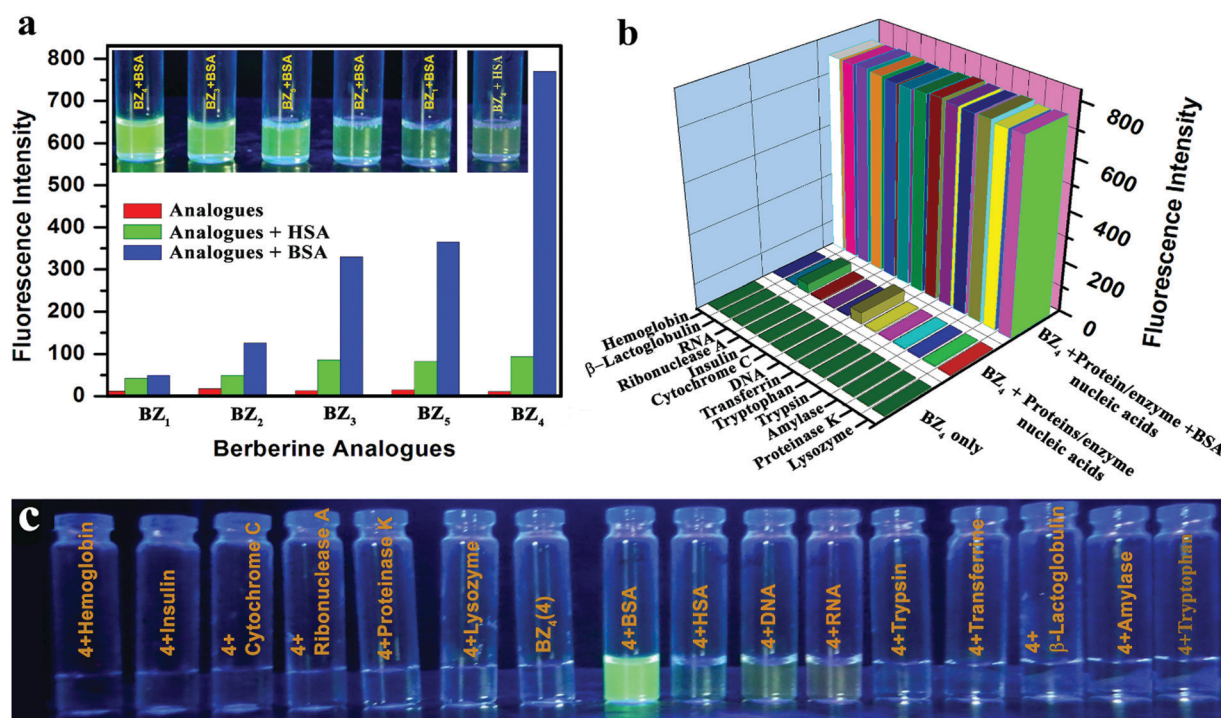 a
800
700
600
500
400
300
200
100
0
Fluorescence Intensity
BZ4+BSA
BZ3+BSA
BZ5+BSA
BZ2+BSA
BZ1+BSA
BZ4 + HSA
Analogues
Analogues + HSA
Analogues + BSA
BZ1
BZ2
BZ3
BZ5
BZ4
Berberine Analogues
b
800
600
400
200
0
Fluorescence Intensity
Hemoglobin
β-Lactoglobulin
RNA
Ribonuclease A
Insulin
Cytochrome C
DNA
Transferrin
Tryptophan
Trypsin
Amylase
Proteinase K
Lysozyme
BZ4 only
BZ4 + Proteins/enzyme
nucleic acids
BZ4 +Protein/enzyme +BSA
nucleic acids
c
4+Hemoglobin
4+Insulin
4+
Cytochrome C
4+
Ribonuclease A
4+Proteinase K
4+Lysozyme
BZ4(4)
4+BSA
4+HSA
4+DNA
4+RNA
4+Trypsin
4+Transferrine
4+
β-Lactoglobulin
4+Amylase
4+Tryptophan